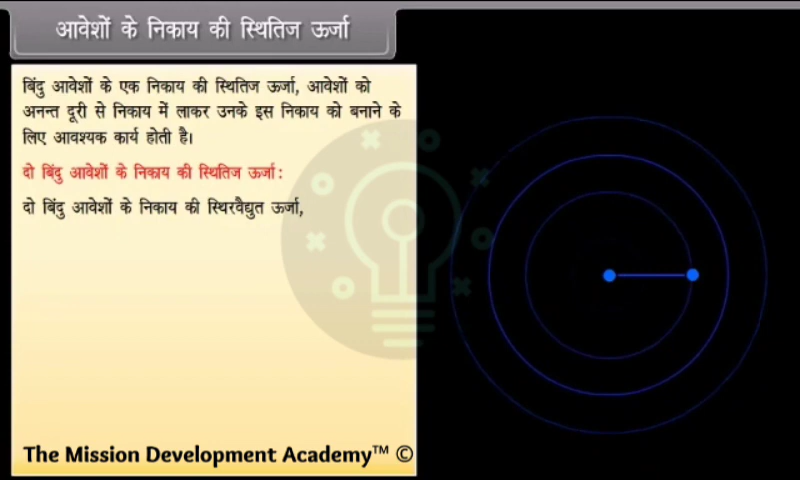 आवेशों के निकाय की स्थितिज ऊर्जा
बिंदु आवेशों के एक निकाय की स्थितिज ऊर्जा, आवेशों को
अनन्त दूरी से निकाय में लाकर उनके इस निकाय को बनाने के
लिए आवश्यक कार्य होती है।
दो बिंदु आवेशों के निकाय की स्थितिज ऊर्जा:
दो बिंदु आवेशों के निकाय की स्थिरवैद्युत ऊर्जा,
The Mission Development Academy™ ©